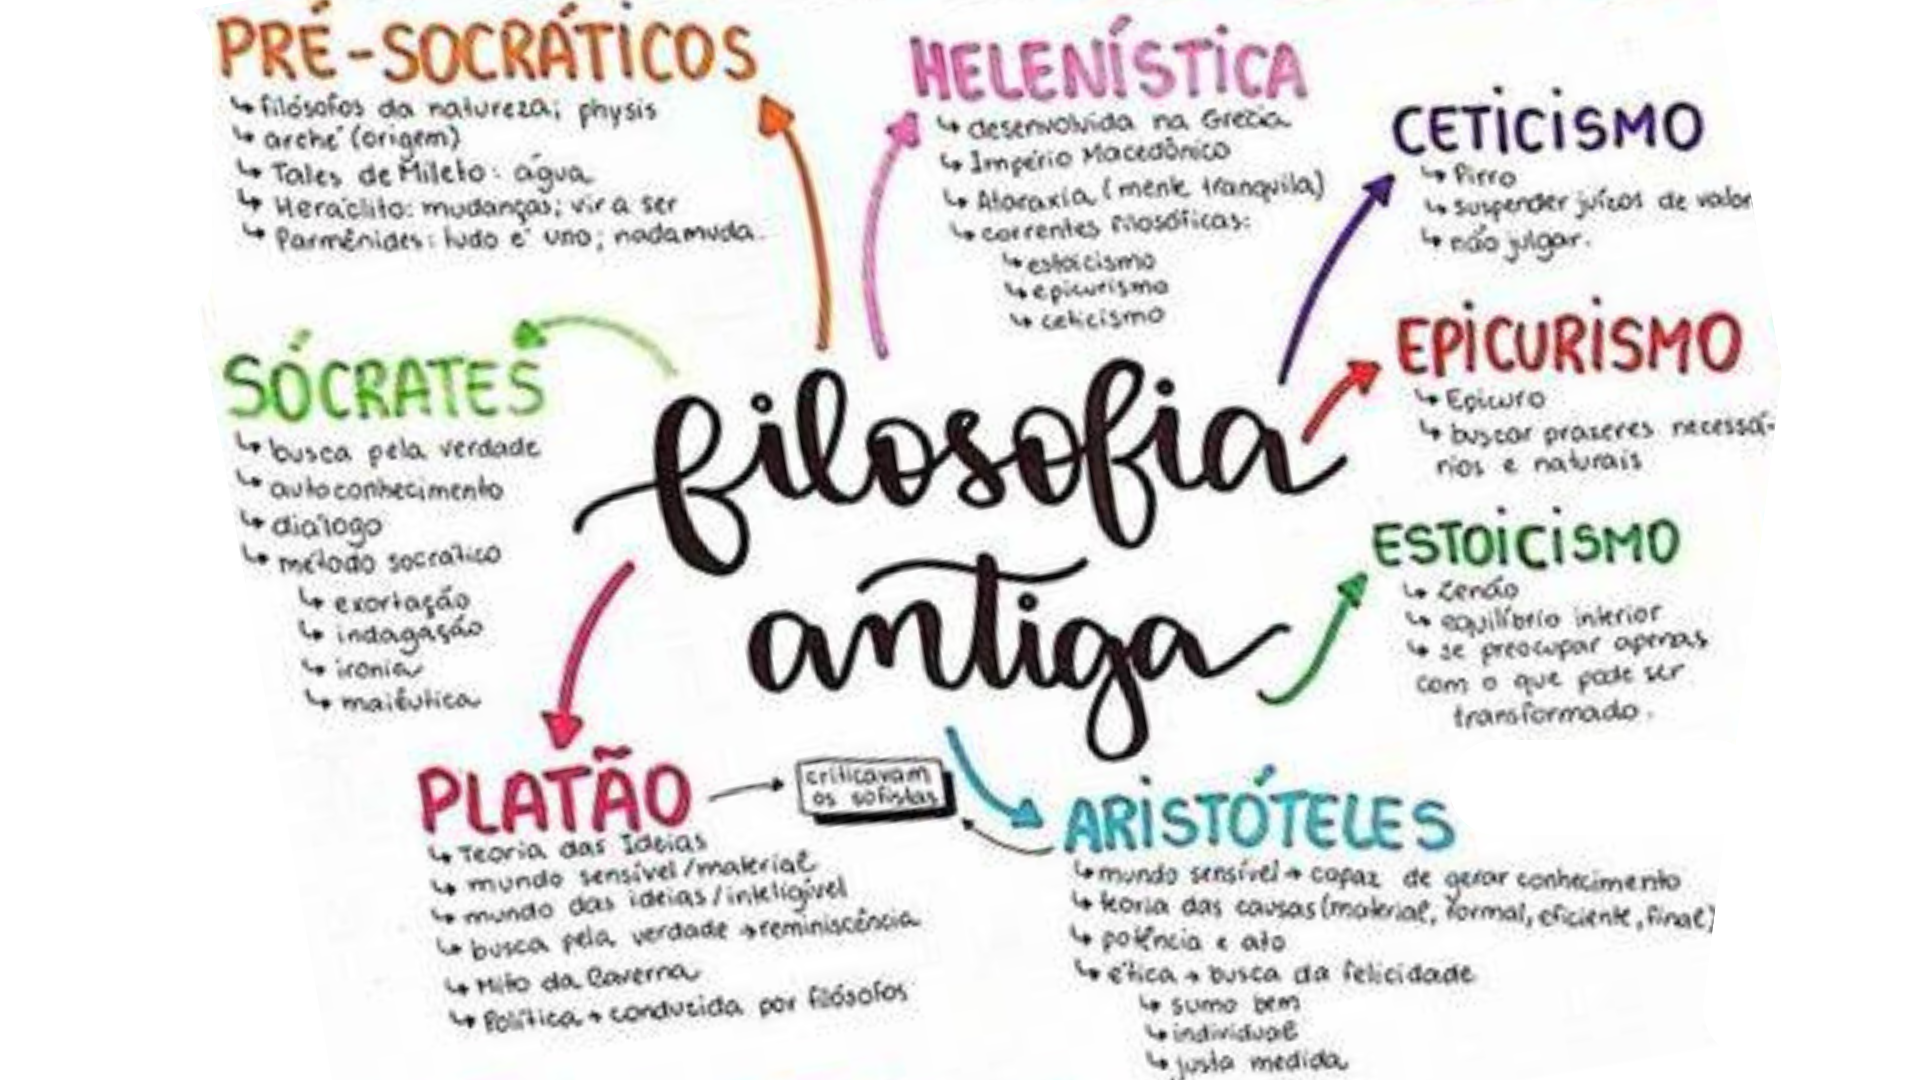 PRÉ-SOCRÁTICOS
↳ filósofos da natureza; physis
↳ arché (origem)
↳ Tales de Mileto: água
↳ Heráclito: mudanças; vir a ser
↳ Parmênides: tudo é uno; nada muda.
HELENÍSTICA
↳ desenvolvida na Grécia
↳ Império Macedônico
↳ Ataraxia (mente tranquila)
↳ correntes filosóficas:
↳ estoicismo
↳ epicurismo
↳ ceticismo
CETICISMO
↳ Pirro
↳ suspender juízos de valor
↳ não julgar.
EPICURISMO
↳ Epicuro
↳ buscar prazeres necessá-
rios e naturais
ESTOICISMO
↳ Zenão
↳ equilíbrio interior
↳ se preocupar apenas
com o que pode ser
transformado.
SÓCRATES
↳ busca pela verdade
↳ autoconhecimento
↳ diálogo
↳ método socrático
↳ exortação
↳ indagação
↳ ironia
↳ maiêutica
filosofia
antiga
PLATÃO
↳ Teoria das Ideias
↳ mundo sensível/material
↳ mundo das ideias/inteligível
↳ busca pela verdade → reminiscência
↳ Mito da Caverna
↳ Política → conduzida por filósofos
criticavam
os sofistas
ARISTÓTELES
↳ mundo sensível → capaz de gerar conhecimento
↳ teoria das causas (material, formal, eficiente, final)
↳ potência e ato
↳ ética → busca da felicidade
↳ sumo bem
↳ individual
↳ justa medida